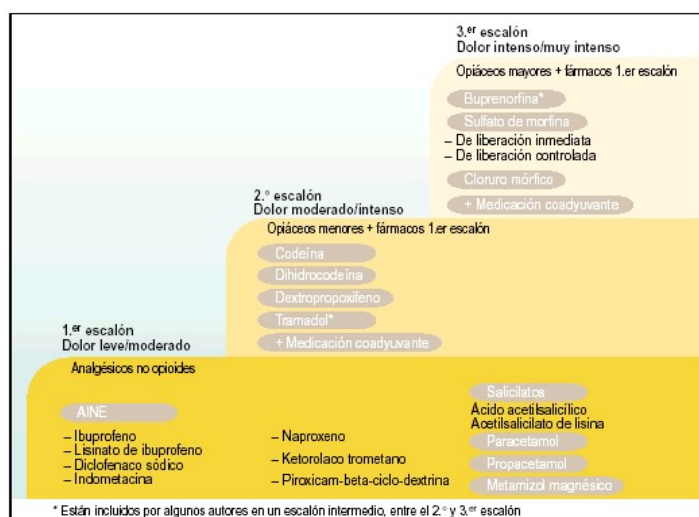 3.er escalón
Dolor intenso/muy intenso
Opiáceos mayores + fármacos 1.er escalón
Buprenorfina*
Sulfato de morfina
– De liberación inmediata
– De liberación controlada
Cloruro mórfico
+ Medicación coadyuvante
2.º escalón
Dolor moderado/intenso
Opiáceos menores + fármacos 1.er escalón
Codeína
Dihidrocodeína
Dextropropoxifeno
Tramadol*
+ Medicación coadyuvante
1.er escalón
Dolor leve/moderado
Analgésicos no opioides
AINE
– Ibuprofeno
– Lisinato de ibuprofeno
– Diclofenaco sódico
– Indometacina
– Naproxeno
– Ketorolaco trometano
– Piroxicam-beta-ciclo-dextrina
Salicilatos
Ácido acetilsalicílico
Acetilsalicilato de lisina
Paracetamol
Propacetamol
Metamizol magnésico
* Están incluidos por algunos autores en un escalón intermedio, entre el 2.º y 3.er escalón